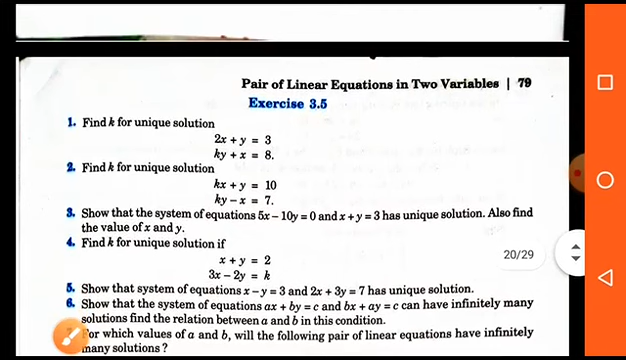 Pair of Linear Equations in Two Variables | 79
Exercise 3.5
1. Find k for unique solution
2x + y = 3
ky + x = 8.
2. Find k for unique solution
kx + y = 10
ky – x = 7.
3. Show that the system of equations 5x – 10y = 0 and x + y = 3 has unique solution. Also find
the value of x and y.
4. Find k for unique solution if
x + y = 2
3x – 2y = k
20/29
5. Show that system of equations x – y = 3 and 2x + 3y = 7 has unique solution.
6. Show that the system of equations ax + by = c and bx + ay = c can have infinitely many
solutions find the relation between a and b in this condition.
For which values of a and b, will the following pair of linear equations have infinitely
many solutions ?